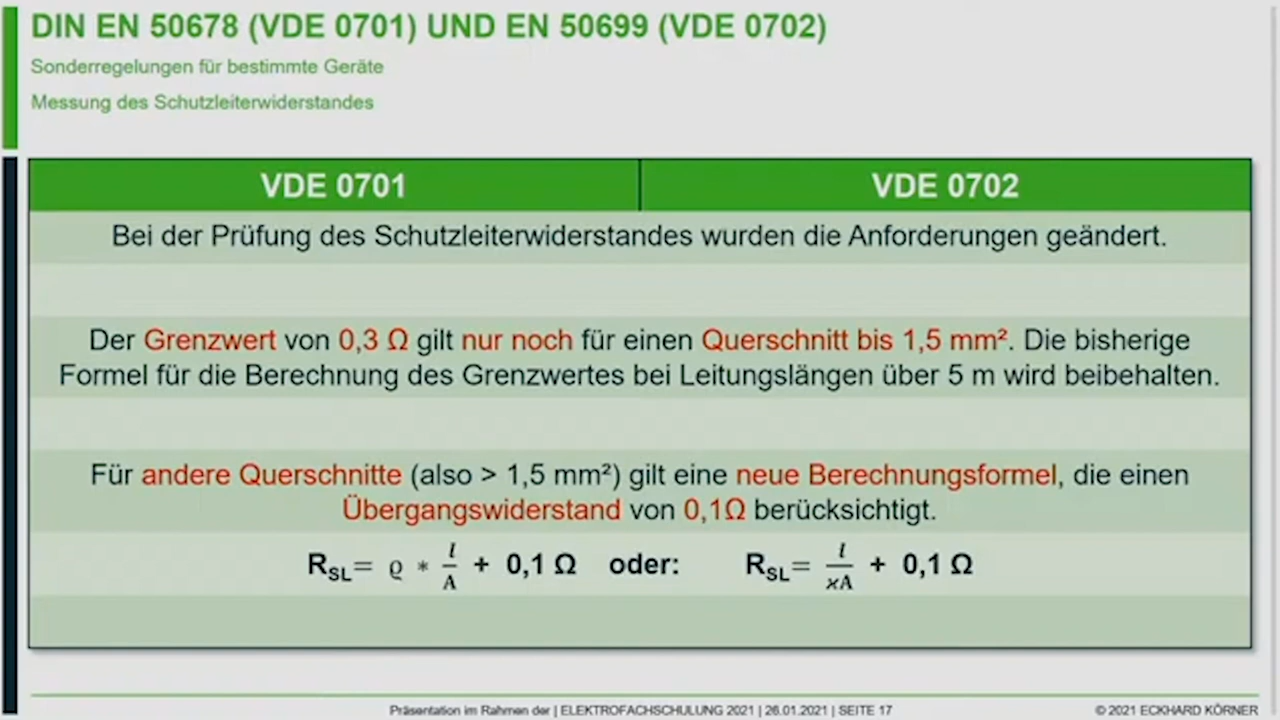 DIN EN 50678 (VDE 0701) UND EN 50699 (VDE 0702)
Sonderregelungen für bestimmte Geräte
Messung des Schutzleiterwiderstandes
VDE 0701 VDE 0702
Bei der Prüfung des Schutzleiterwiderstandes wurden die Anforderungen geändert.
Der Grenzwert von 0,3 Ω gilt nur noch für einen Querschnitt bis 1,5 mm². Die bisherige
Formel für die Berechnung des Grenzwertes bei Leitungslängen über 5 m wird beibehalten.
Für andere Querschnitte (also > 1,5 mm²) gilt eine neue Berechnungsformel, die einen
Übergangswiderstand von 0,1Ω berücksichtigt.
R_SL= ϱ * l/A + 0,1 Ω oder: R_SL= l/ϰA + 0,1 Ω
Präsentation im Rahmen der | ELEKTROFACHSCHULUNG 2021 | 26.01.2021 | SEITE 17 © 2021 ECKHARD KÖRNER